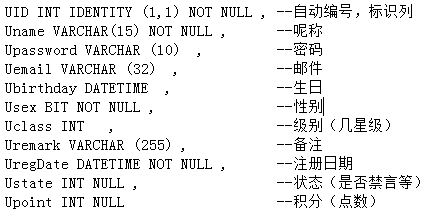 UID INT IDENTITY (1,1) NOT NULL , --自动编号，标识列
Uname VARCHAR(15) NOT NULL , --昵称
Upassword VARCHAR (10) , --密码
Uemail VARCHAR (32) , --邮件
Ubirthday DATETIME , --生日
Usex BIT NOT NULL , --性别
Uclass INT , --级别（几星级）
Uremark VARCHAR (255) , --备注
UregDate DATETIME NOT NULL , --注册日期
Ustate INT NULL , --状态（是否禁言等）
Upoint INT NULL --积分（点数）